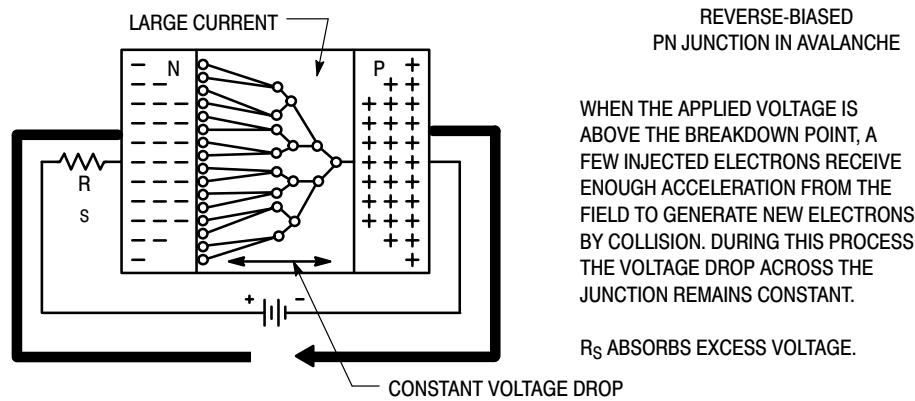 LARGE CURRENT
N
P
R
S
+ −
CONSTANT VOLTAGE DROP
REVERSE-BIASED
PN JUNCTION IN AVALANCHE
WHEN THE APPLIED VOLTAGE IS
ABOVE THE BREAKDOWN POINT, A
FEW INJECTED ELECTRONS RECEIVE
ENOUGH ACCELERATION FROM THE
FIELD TO GENERATE NEW ELECTRONS
BY COLLISION. DURING THIS PROCESS
THE VOLTAGE DROP ACROSS THE
JUNCTION REMAINS CONSTANT.
RS ABSORBS EXCESS VOLTAGE.